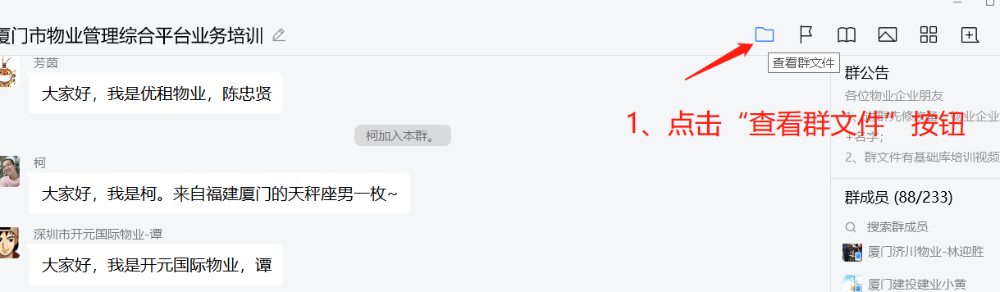 厦门市物业管理综合平台业务培训
芳茵
大家好，我是优租物业，陈忠贤
柯加入本群。
柯
大家好，我是柯。来自福建厦门的天秤座男一枚~
深圳市开元国际物业-谭
大家好，我是开元国际物业，谭
查看群文件
1、点击“查看群文件”按钮
群公告
各位物业企业朋友
物业企业
+名字；
2、群文件有基础库培训视频
群成员 (88/233)
搜索群成员
厦门济川物业-林迎胜
厦门建投建业小黄